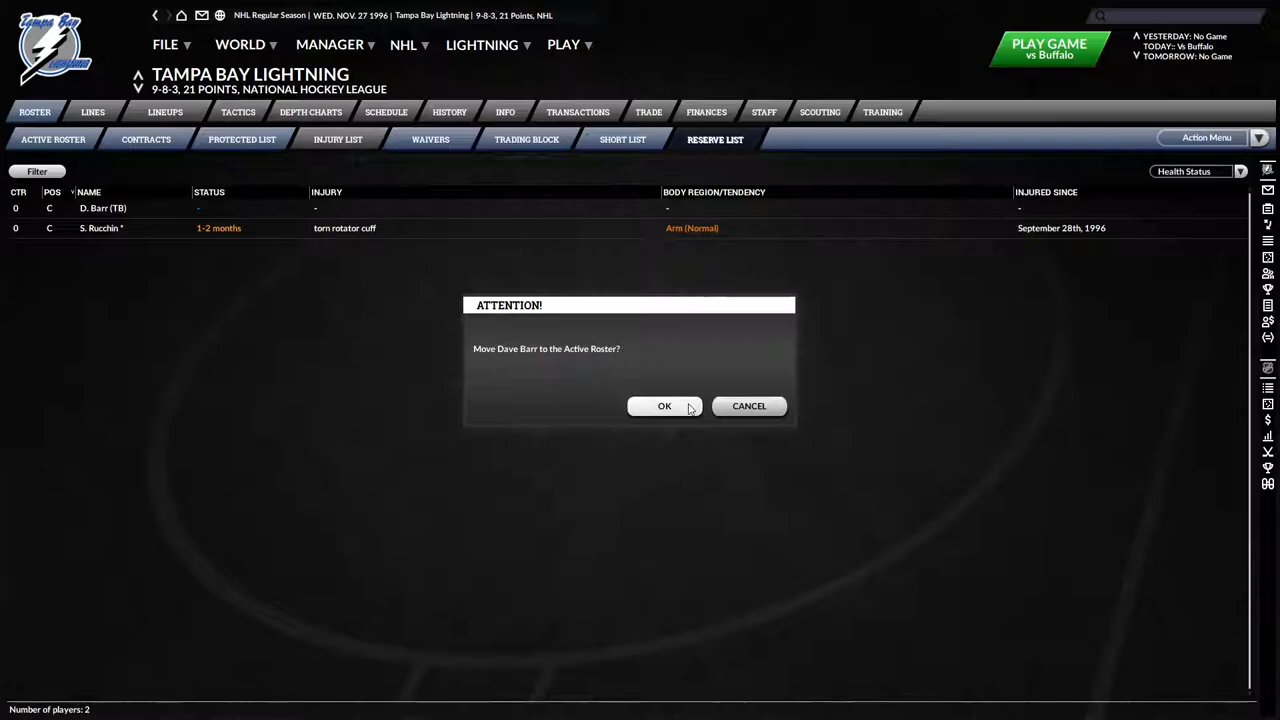 Tampa Bay
LIGHTNING
NHL Regular Season | WED. NOV. 27 1996 | Tampa Bay Lightning | 9-8-3, 21 Points, NHL
FILE WORLD MANAGER NHL LIGHTNING PLAY
PLAY GAME
vs Buffalo
YESTERDAY: No Game
TODAY:: Vs Buffalo
TOMORROW: No Game
TAMPA BAY LIGHTNING
9-8-3, 21 POINTS, NATIONAL HOCKEY LEAGUE
ROSTER LINES LINEUPS TACTICS DEPTH CHARTS SCHEDULE HISTORY INFO TRANSACTIONS TRADE FINANCES STAFF SCOUTING TRAINING
ACTIVE ROSTER CONTRACTS PROTECTED LIST INJURY LIST WAIVERS TRADING BLOCK SHORT LIST RESERVE LIST Action Menu
Filter Health Status
CTR POS NAME STATUS INJURY BODY REGION/TENDENCY INJURED SINCE
0 C D. Barr (TB) - - - -
0 C S. Rucchin * 1-2 months torn rotator cuff Arm (Normal) September 28th, 1996
ATTENTION!
Move Dave Barr to the Active Roster?
OK CANCEL
Number of players: 2